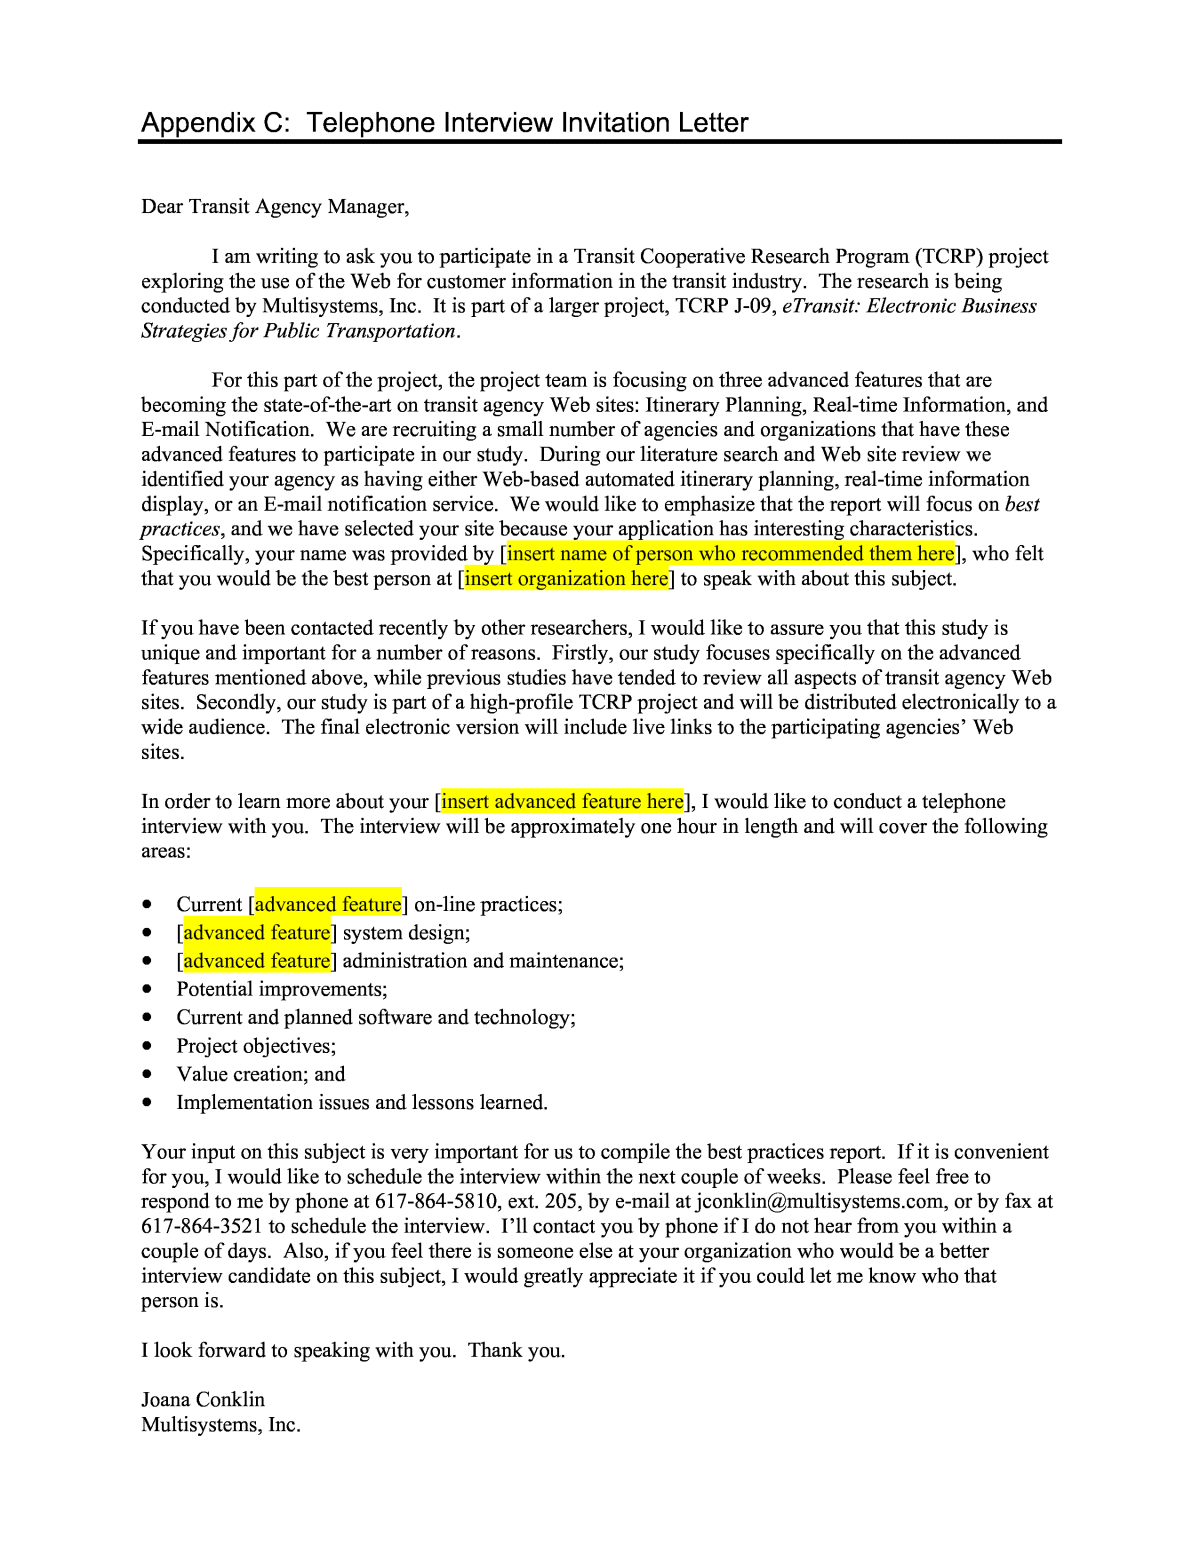 Appendix C:  Telephone Interview Invitation Letter
Dear Transit Agency Manager,
I am writing to ask you to participate in a Transit Cooperative Research Program (TCRP) project
exploring the use of the Web for customer information in the transit industry.  The research is being
conducted by Multisystems, Inc.  It is part of a larger project, TCRP J-09, eTransit: Electronic Business
Strategies for Public Transportation.
For this part of the project, the project team is focusing on three advanced features that are
becoming the state-of-the-art on transit agency Web sites: Itinerary Planning, Real-time Information, and
E-mail Notification.  We are recruiting a small number of agencies and organizations that have these
advanced features to participate in our study.  During our literature search and Web site review we
identified your agency as having either Web-based automated itinerary planning, real-time information
display, or an E-mail notification service.  We would like to emphasize that the report will focus on best
practices, and we have selected your site because your application has interesting characteristics.
Specifically, your name was provided by [insert name of person who recommended them here], who felt
that you would be the best person at [insert organization here] to speak with about this subject.
If you have been contacted recently by other researchers, I would like to assure you that this study is
unique and important for a number of reasons.  Firstly, our study focuses specifically on the advanced
features mentioned above, while previous studies have tended to review all aspects of transit agency Web
sites.  Secondly, our study is part of a high-profile TCRP project and will be distributed electronically to a
wide audience.  The final electronic version will include live links to the participating agencies’ Web
sites.
In order to learn more about your [insert advanced feature here], I would like to conduct a telephone
interview with you.  The interview will be approximately one hour in length and will cover the following
areas:
• Current [advanced feature] on-line practices;
• [advanced feature] system design;
• [advanced feature] administration and maintenance;
• Potential improvements;
• Current and planned software and technology;
• Project objectives;
• Value creation; and
• Implementation issues and lessons learned.
Your input on this subject is very important for us to compile the best practices report.  If it is convenient
for you, I would like to schedule the interview within the next couple of weeks.  Please feel free to
respond to me by phone at 617-864-5810, ext. 205, by e-mail at jconklin@multisystems.com, or by fax at
617-864-3521 to schedule the interview.  I’ll contact you by phone if I do not hear from you within a
couple of days.  Also, if you feel there is someone else at your organization who would be a better
interview candidate on this subject, I would greatly appreciate it if you could let me know who that
person is.
I look forward to speaking with you.  Thank you.
Joana Conklin
Multisystems, Inc.